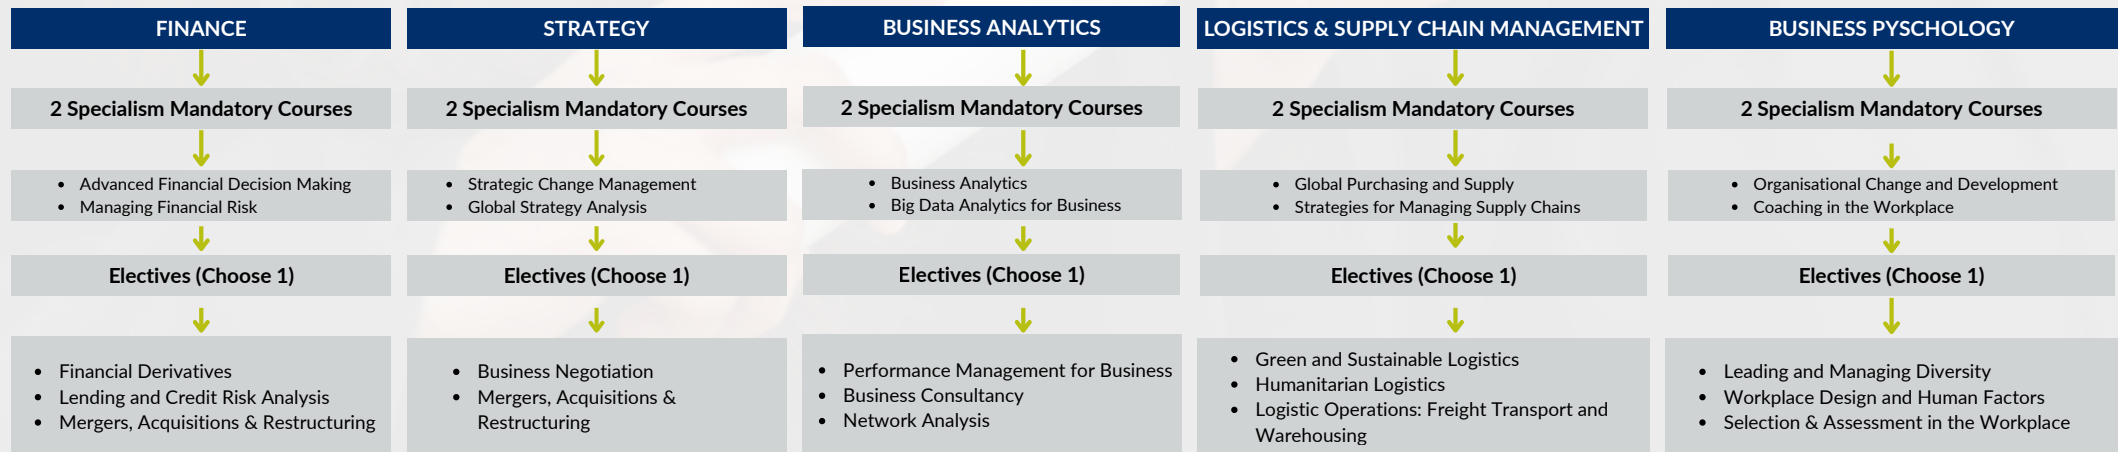 FINANCE
2 Specialism Mandatory Courses
• Advanced Financial Decision Making
• Managing Financial Risk
Electives (Choose 1)
• Financial Derivatives
• Lending and Credit Risk Analysis
• Mergers, Acquisitions & Restructuring
STRATEGY
2 Specialism Mandatory Courses
• Strategic Change Management
• Global Strategy Analysis
Electives (Choose 1)
• Business Negotiation
• Mergers, Acquisitions &
Restructuring
BUSINESS ANALYTICS
2 Specialism Mandatory Courses
• Business Analytics
• Big Data Analytics for Business
Electives (Choose 1)
• Performance Management for Business
• Business Consultancy
• Network Analysis
LOGISTICS & SUPPLY CHAIN MANAGEMENT
2 Specialism Mandatory Courses
• Global Purchasing and Supply
• Strategies for Managing Supply Chains
Electives (Choose 1)
• Green and Sustainable Logistics
• Humanitarian Logistics
• Logistic Operations: Freight Transport and
Warehousing
BUSINESS PYSCHOLOGY
2 Specialism Mandatory Courses
• Organisational Change and Development
• Coaching in the Workplace
Electives (Choose 1)
• Leading and Managing Diversity
• Workplace Design and Human Factors
• Selection & Assessment in the Workplace